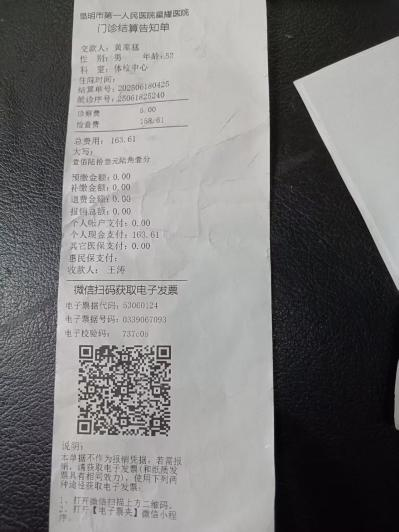 昆明市第一人民医院星耀医院
门诊结算告知单
交款人：黄
性 别：男 年龄：52
科 室：体检中心
住院时间：
结算单号：202506180425
就诊序号：25061825240
诊察费 5.00
检查费 158.61
总费用：163.61
大写：
壹佰陆拾叁元陆角壹分
预缴金额：0.00
补缴金额：0.00
退费金额：0.00
报销总额：0.00
个人帐户支付：0.00
个人现金支付：163.61
其它医保支付：0.00
惠民保支付：
收款人：王涛
微信扫码获取电子发票
电子票据代码：53060124
电子票据号码：0339067093
电子校验码：737c08
说明：
本单据不作为报销凭据，若需报
销，请获取电子发票(和纸质发
票具有相同效力)，使用下列两
种途径获取电子发票。
1、打开微信扫描上方二维码。
2、打开【电子票夹】微信小程
序。